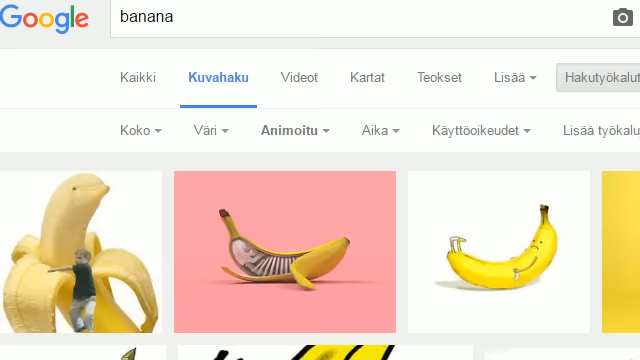 Google banana
Kaikki Kuvahaku Videot Kartat Teokset Lisää Hakutyökalut
Koko Väri Animoitu Aika Käyttöoikeudet Lisää työkalu